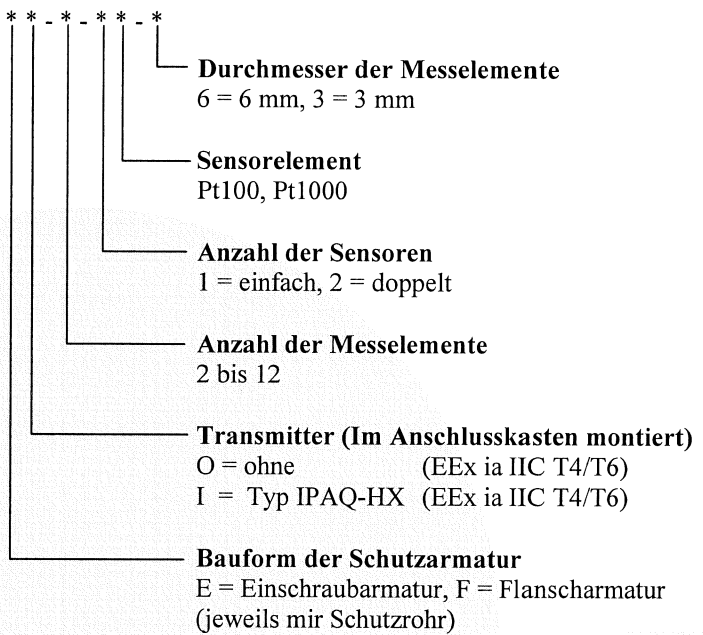 * * - * - * * - *
Durchmesser der Messelemente
6 = 6 mm, 3 = 3 mm
Sensorelement
Pt100, Pt1000
Anzahl der Sensoren
1 = einfach, 2 = doppelt
Anzahl der Messelemente
2 bis 12
Transmitter (Im Anschlusskasten montiert)
O = ohne (EEx ia IIC T4/T6)
I = Typ IPAQ-HX (EEx ia IIC T4/T6)
Bauform der Schutzarmatur
E = Einschraubarmatur, F = Flanscharmatur
(jeweils mir Schutzrohr)